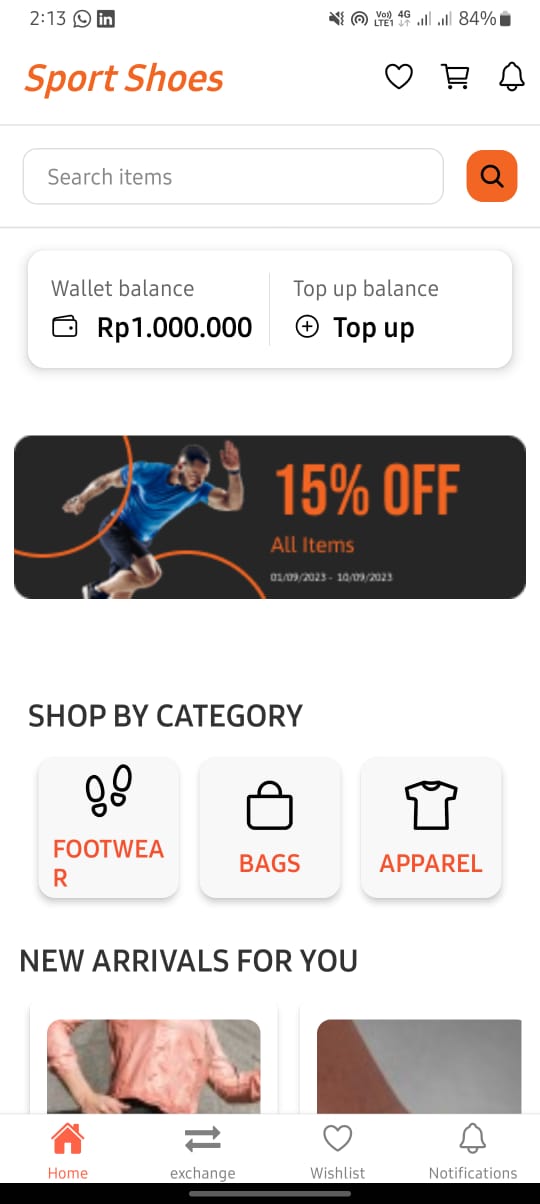 2:13
Vo) 4G
LTE1
84%
Sport Shoes
Search items
Wallet balance
Rp1.000.000
Top up balance
Top up
15% OFF
All Items
01/09/2023 - 10/09/2023
SHOP BY CATEGORY
FOOTWEA
R
BAGS
APPAREL
NEW ARRIVALS FOR YOU
Home
exchange
Wishlist
Notifications